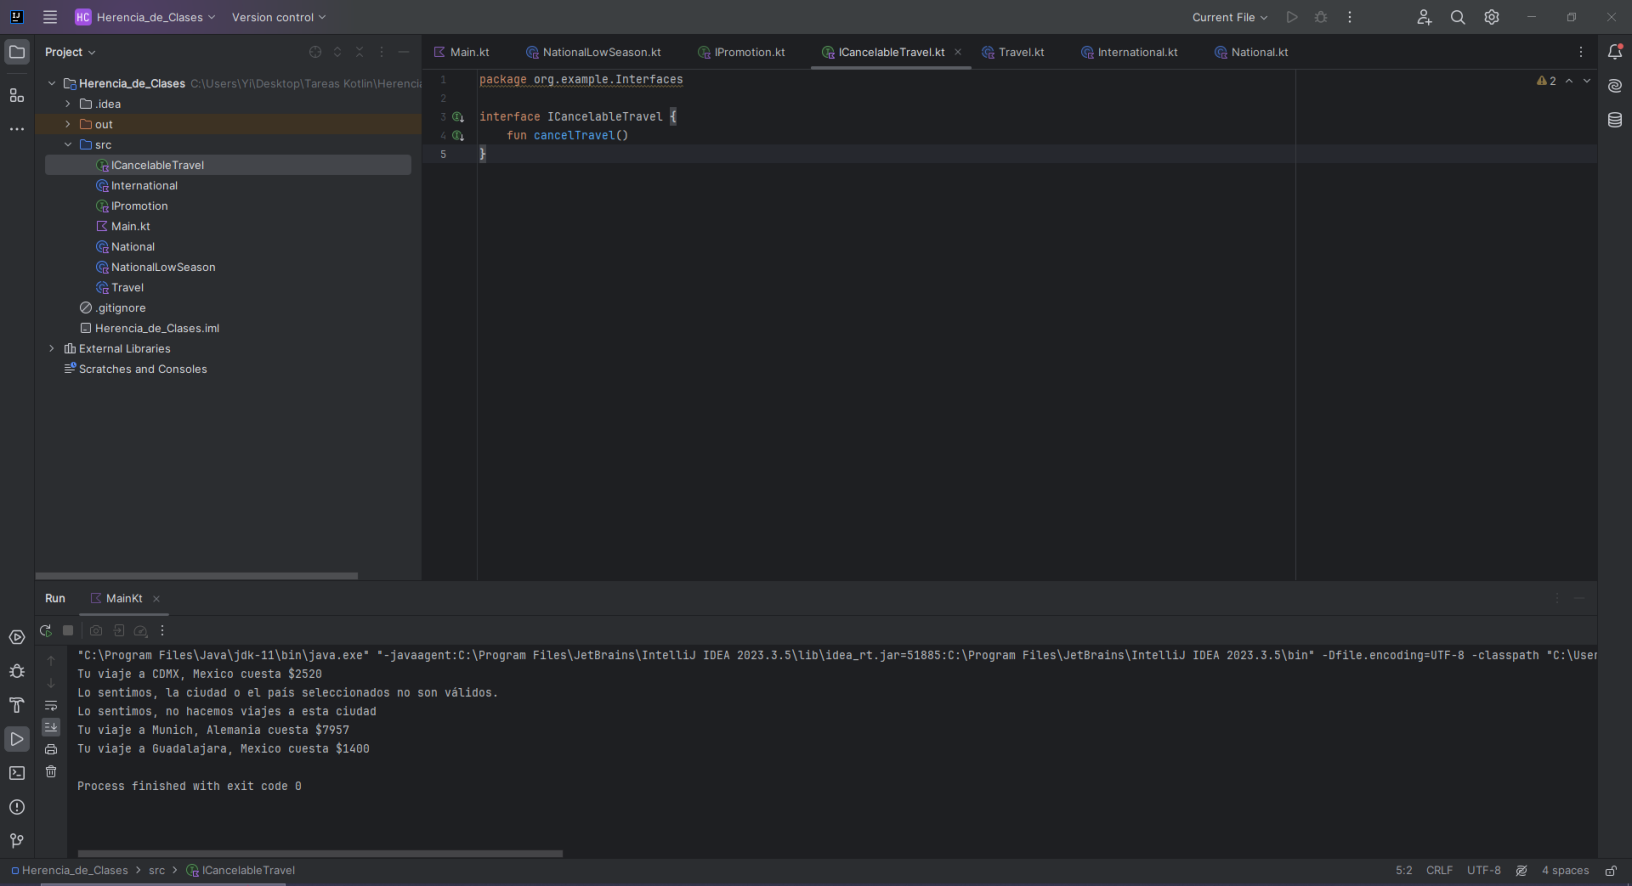 HC Herencia_de_Clases Version control Current File
Project
Main.kt NationalLowSeason.kt IPromotion.kt ICancelableTravel.kt Travel.kt International.kt National.kt
Herencia_de_Clases C:\Users\Yi\Desktop\Tareas Kotlin\Herencia
.idea
out
src
ICancelableTravel
International
IPromotion
Main.kt
National
NationalLowSeason
Travel
.gitignore
Herencia_de_Clases.iml
External Libraries
Scratches and Consoles
1 package org.example.Interfaces
2
3 interface ICancelableTravel {
4 fun cancelTravel()
5 }
2
Run MainKt
"C:\Program Files\Java\jdk-11\bin\java.exe" "-javaagent:C:\Program Files\JetBrains\IntelliJ IDEA 2023.3.5\lib\idea_rt.jar=51885:C:\Program Files\JetBrains\IntelliJ IDEA 2023.3.5\bin" -Dfile.encoding=UTF-8 -classpath "C:\User
Tu viaje a CDMX, Mexico cuesta $2520
Lo sentimos, la ciudad o el país seleccionados no son válidos.
Lo sentimos, no hacemos viajes a esta ciudad
Tu viaje a Munich, Alemania cuesta $7957
Tu viaje a Guadalajara, Mexico cuesta $1400
Process finished with exit code 0
Herencia_de_Clases > src > ICancelableTravel
5:2 CRLF UTF-8 4 spaces